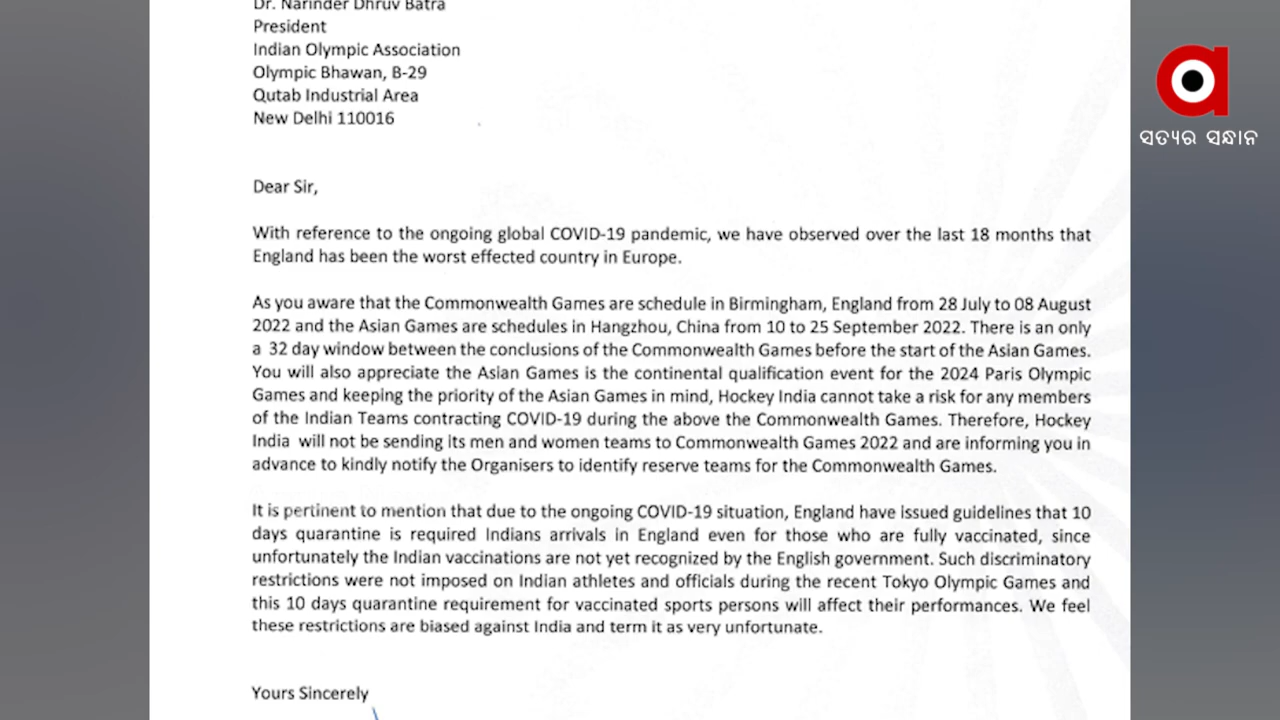 Dr. Narinder Dhruv Batra
President
Indian Olympic Association
Olympic Bhawan, B-29
Qutab Industrial Area
New Delhi 110016
ସତ୍ୟର ସନ୍ଧାନ
Dear Sir,
With reference to the ongoing global COVID-19 pandemic, we have observed over the last 18 months that
England has been the worst effected country in Europe.
As you aware that the Commonwealth Games are schedule in Birmingham, England from 28 July to 08 August
2022 and the Asian Games are schedules in Hangzhou, China from 10 to 25 September 2022. There is an only
a 32 day window between the conclusions of the Commonwealth Games before the start of the Asian Games.
You will also appreciate the Asian Games is the continental qualification event for the 2024 Paris Olympic
Games and keeping the priority of the Asian Games in mind, Hockey India cannot take a risk for any members
of the Indian Teams contracting COVID-19 during the above the Commonwealth Games. Therefore, Hockey
India will not be sending its men and women teams to Commonwealth Games 2022 and are informing you in
advance to kindly notify the Organisers to identify reserve teams for the Commonwealth Games.
It is pertinent to mention that due to the ongoing COVID-19 situation, England have issued guidelines that 10
days quarantine is required Indians arrivals in England even for those who are fully vaccinated, since
unfortunately the Indian vaccinations are not yet recognized by the English government. Such discriminatory
restrictions were not imposed on Indian athletes and officials during the recent Tokyo Olympic Games and
this 10 days quarantine requirement for vaccinated sports persons will affect their performances. We feel
these restrictions are biased against India and term it as very unfortunate.
Yours Sincerely